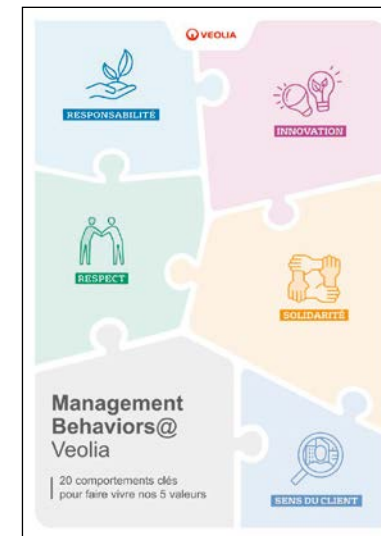 VEOLIA
RESPONSABILITÉ
INNOVATION
RESPECT
SOLIDARITÉ
Management
Behaviors@
Veolia
20 comportements clés
pour faire vivre nos 5 valeurs
SENS DU CLIENT